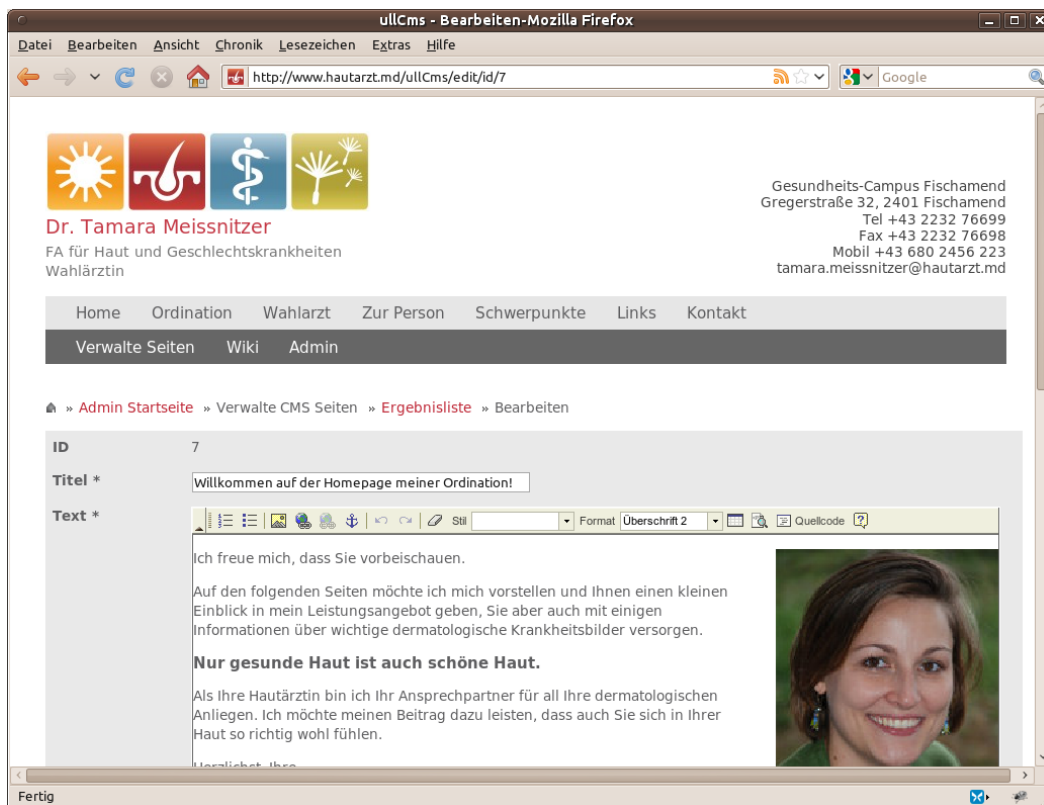 ullCms - Bearbeiten-Mozilla Firefox
Datei Bearbeiten Ansicht Chronik Lesezeichen Extras Hilfe
http://www.hautarzt.md/ullCms/edit/id/7
Google
Dr. Tamara Meissnitzer
FA für Haut und Geschlechtskrankheiten
Wahlärztin
Gesundheits-Campus Fischamend
Gregerstraße 32, 2401 Fischamend
Tel +43 2232 76699
Fax +43 2232 76698
Mobil +43 680 2456 223
tamara.meissnitzer@hautarzt.md
Home Ordination Wahlarzt Zur Person Schwerpunkte Links Kontakt
Verwalte Seiten Wiki Admin
» Admin Startseite » Verwalte CMS Seiten » Ergebnisliste » Bearbeiten
ID 7
Titel * Willkommen auf der Homepage meiner Ordination!
Text * Stil Format Überschrift 2 Quellcode
Ich freue mich, dass Sie vorbeischauen.
Auf den folgenden Seiten möchte ich mich vorstellen und Ihnen einen kleinen
Einblick in mein Leistungsangebot geben, Sie aber auch mit einigen
Informationen über wichtige dermatologische Krankheitsbilder versorgen.
Nur gesunde Haut ist auch schöne Haut.
Als Ihre Hautärztin bin ich Ihr Ansprechpartner für all Ihre dermatologischen
Anliegen. Ich möchte meinen Beitrag dazu leisten, dass auch Sie sich in Ihrer
Haut so richtig wohl fühlen.
Herzlichst, Ihre
Fertig